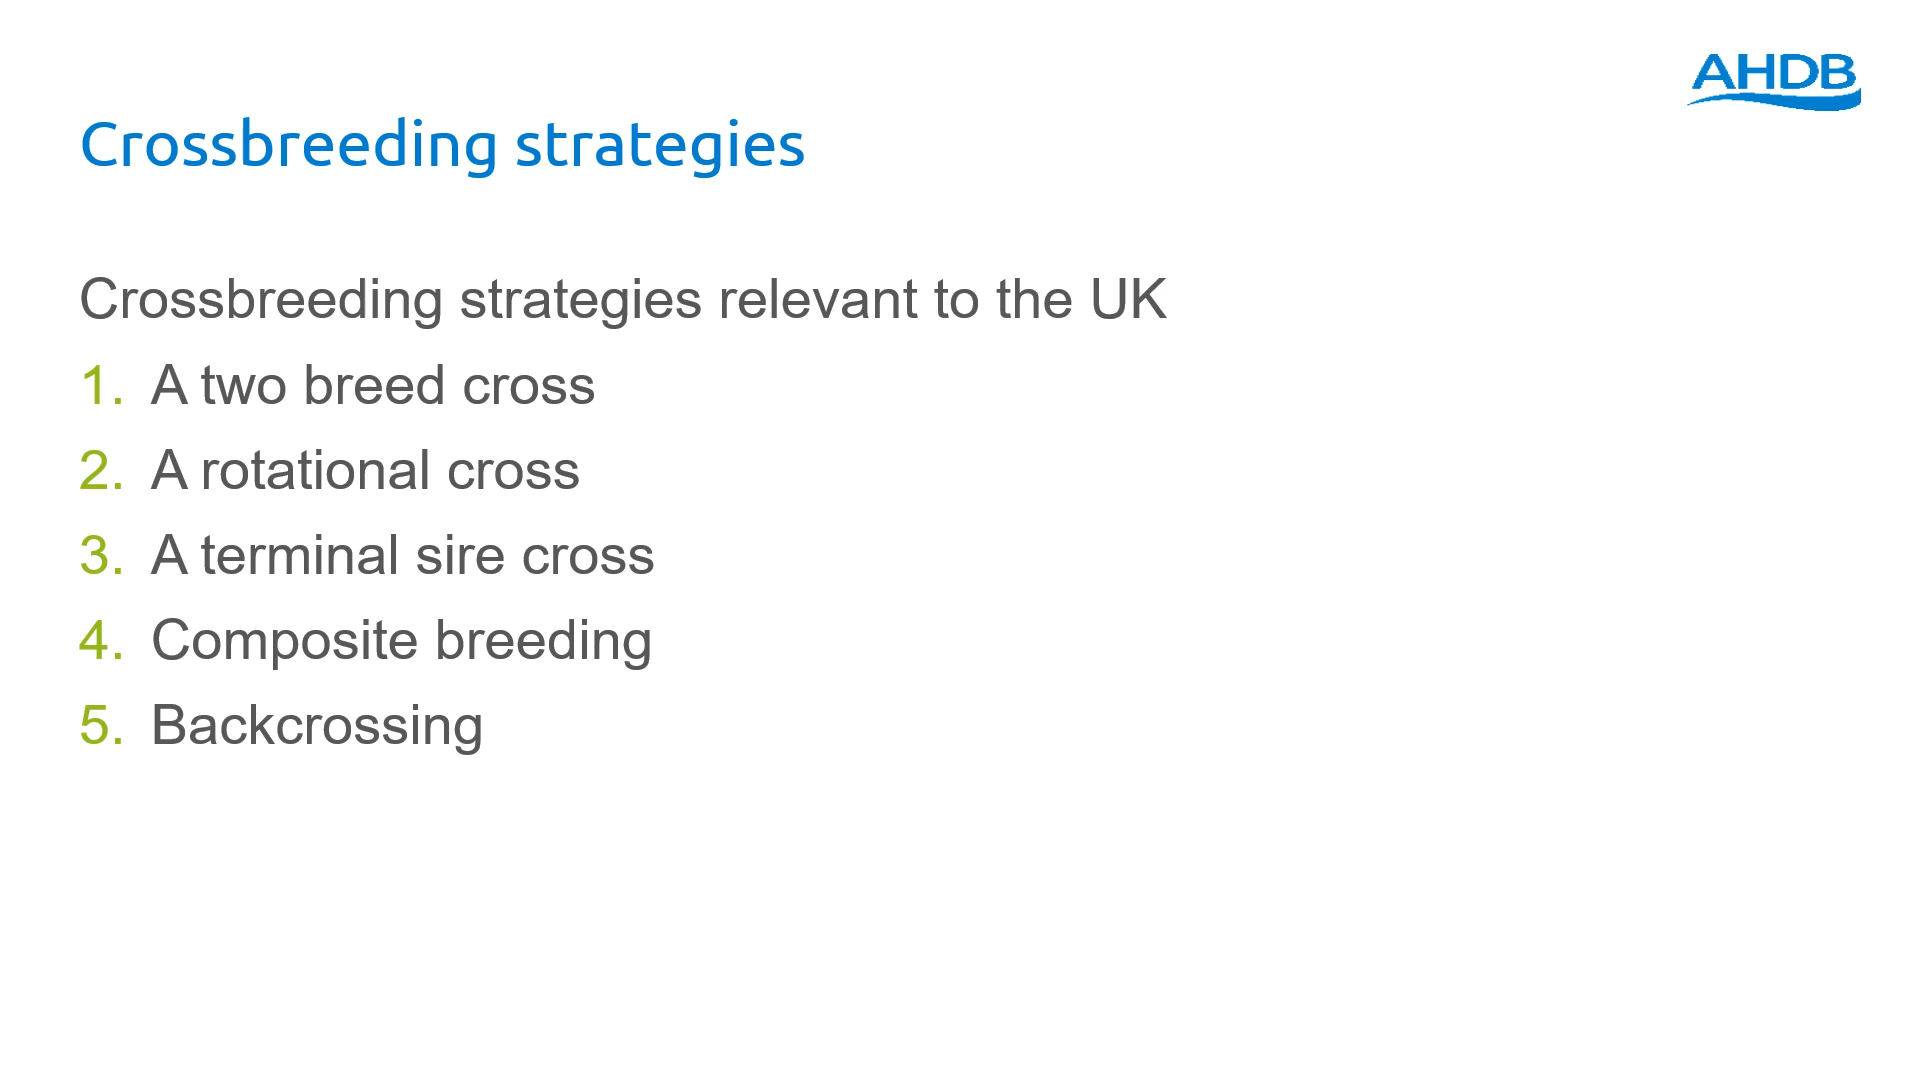 AHDB
Crossbreeding strategies
Crossbreeding strategies relevant to the UK
1. A two breed cross
2. A rotational cross
3. A terminal sire cross
4. Composite breeding
5. Backcrossing